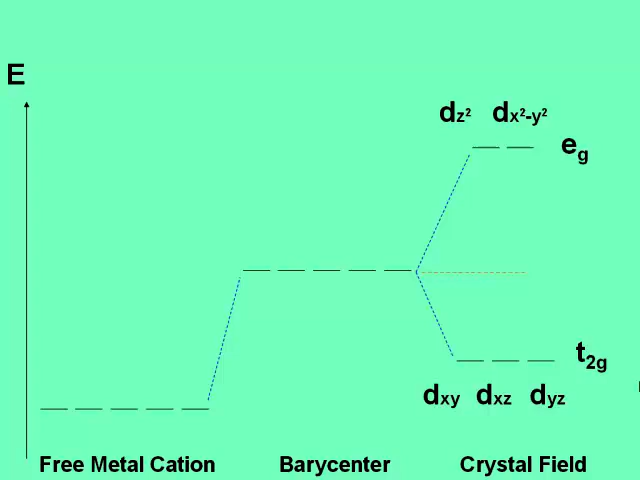 E
dz² dx²-y²
eg
t2g
dxy dxz dyz
Free Metal Cation Barycenter Crystal Field